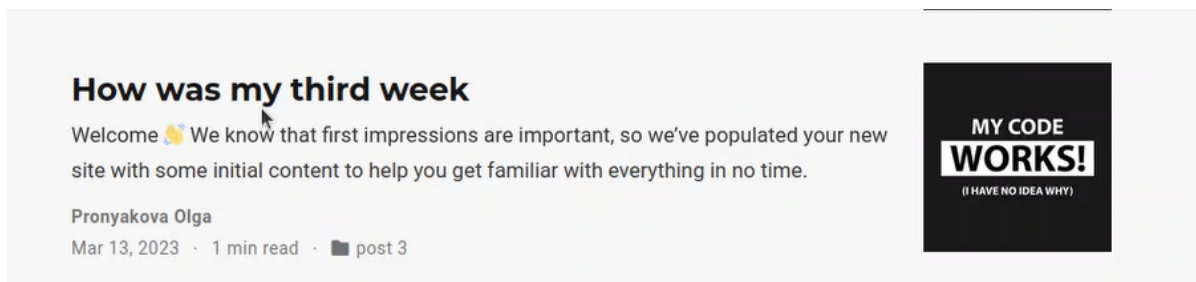 How was my third week
Welcome 👋 We know that first impressions are important, so we've populated your new
site with some initial content to help you get familiar with everything in no time.
Pronyakova Olga
Mar 13, 2023 · 1 min read · post 3
MY CODE
WORKS!
(I HAVE NO IDEA WHY)